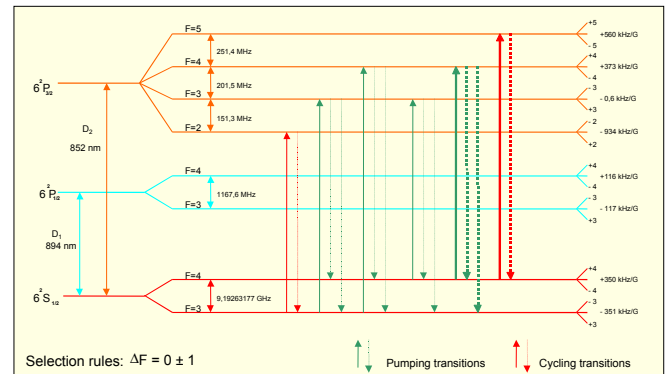 F=5
+5
+560 kHz/G
- 5
251,4 MHz
F=4
+4
+373 kHz/G
- 4
201,5 MHz
6 ²P3/2
F=3
- 3
- 0,6 kHz/G
+3
151,3 MHz
F=2
- 2
- 934 kHz/G
+2
D2
852 nm
F=4
+4
+116 kHz/G
- 4
1167,6 MHz
6 ²P1/2
F=3
- 3
- 117 kHz/G
+3
D1
894 nm
F=4
+4
+350 kHz/G
- 4
6 ²S1/2
9,19263177 GHz
F=3
- 3
- 351 kHz/G
+3
Selection rules: ΔF = 0 ± 1
Pumping transitions
Cycling transitions